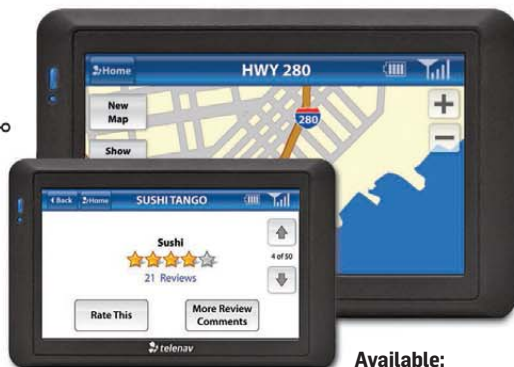 Home
HWY 280
New
Map
Show
280
+
−
Back
Home
SUSHI TANGO
Sushi
21 Reviews
4 of 50
Rate This
More Review
Comments
telenav
Available: